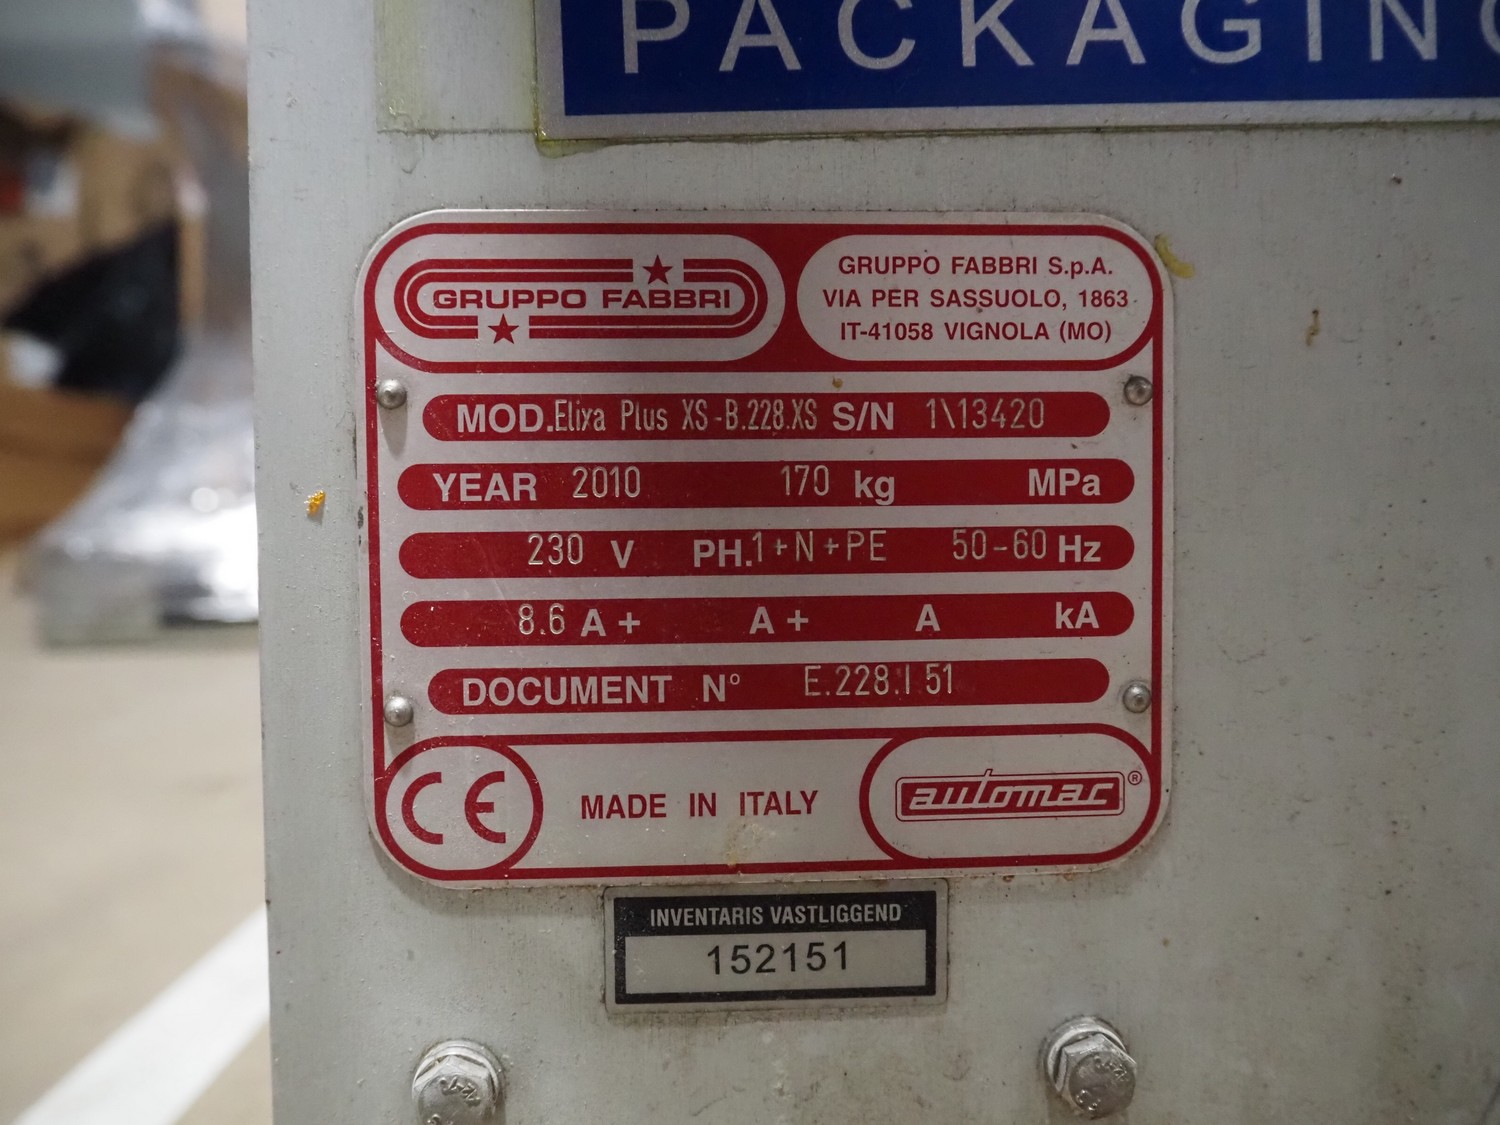 PACKAGING
GRUPPO FABBRI
GRUPPO FABBRI S.p.A.
VIA PER SASSUOLO, 1863
IT-41058 VIGNOLA (MO)
MOD. Elixa Plus XS-B.228.XS S/N 1\13420
YEAR 2010 170 kg MPa
230 V PH. 1+N+PE 50-60 Hz
8.6 A + A + A kA
DOCUMENT Nº E.228.I 51
CE MADE IN ITALY automac®
INVENTARIS VASTLIGGEND
152151